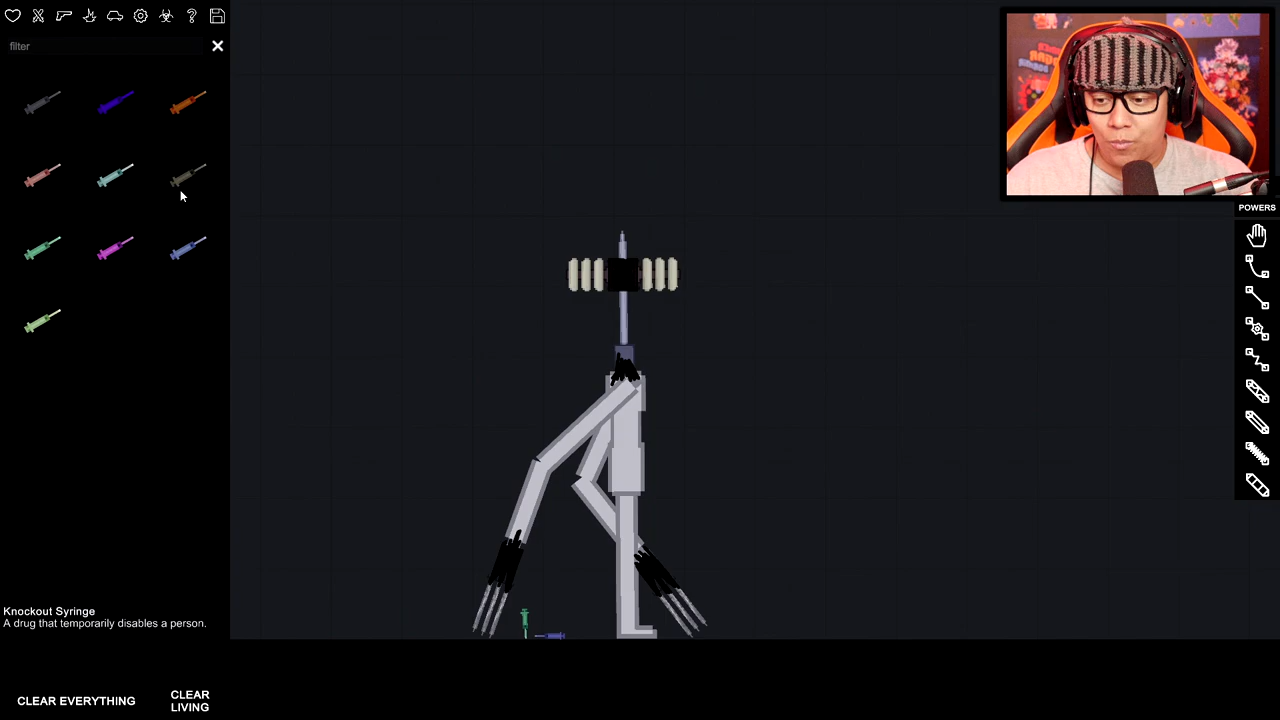 filter
POWERS
Knockout Syringe
A drug that temporarily disables a person.
CLEAR EVERYTHING
CLEAR
LIVING